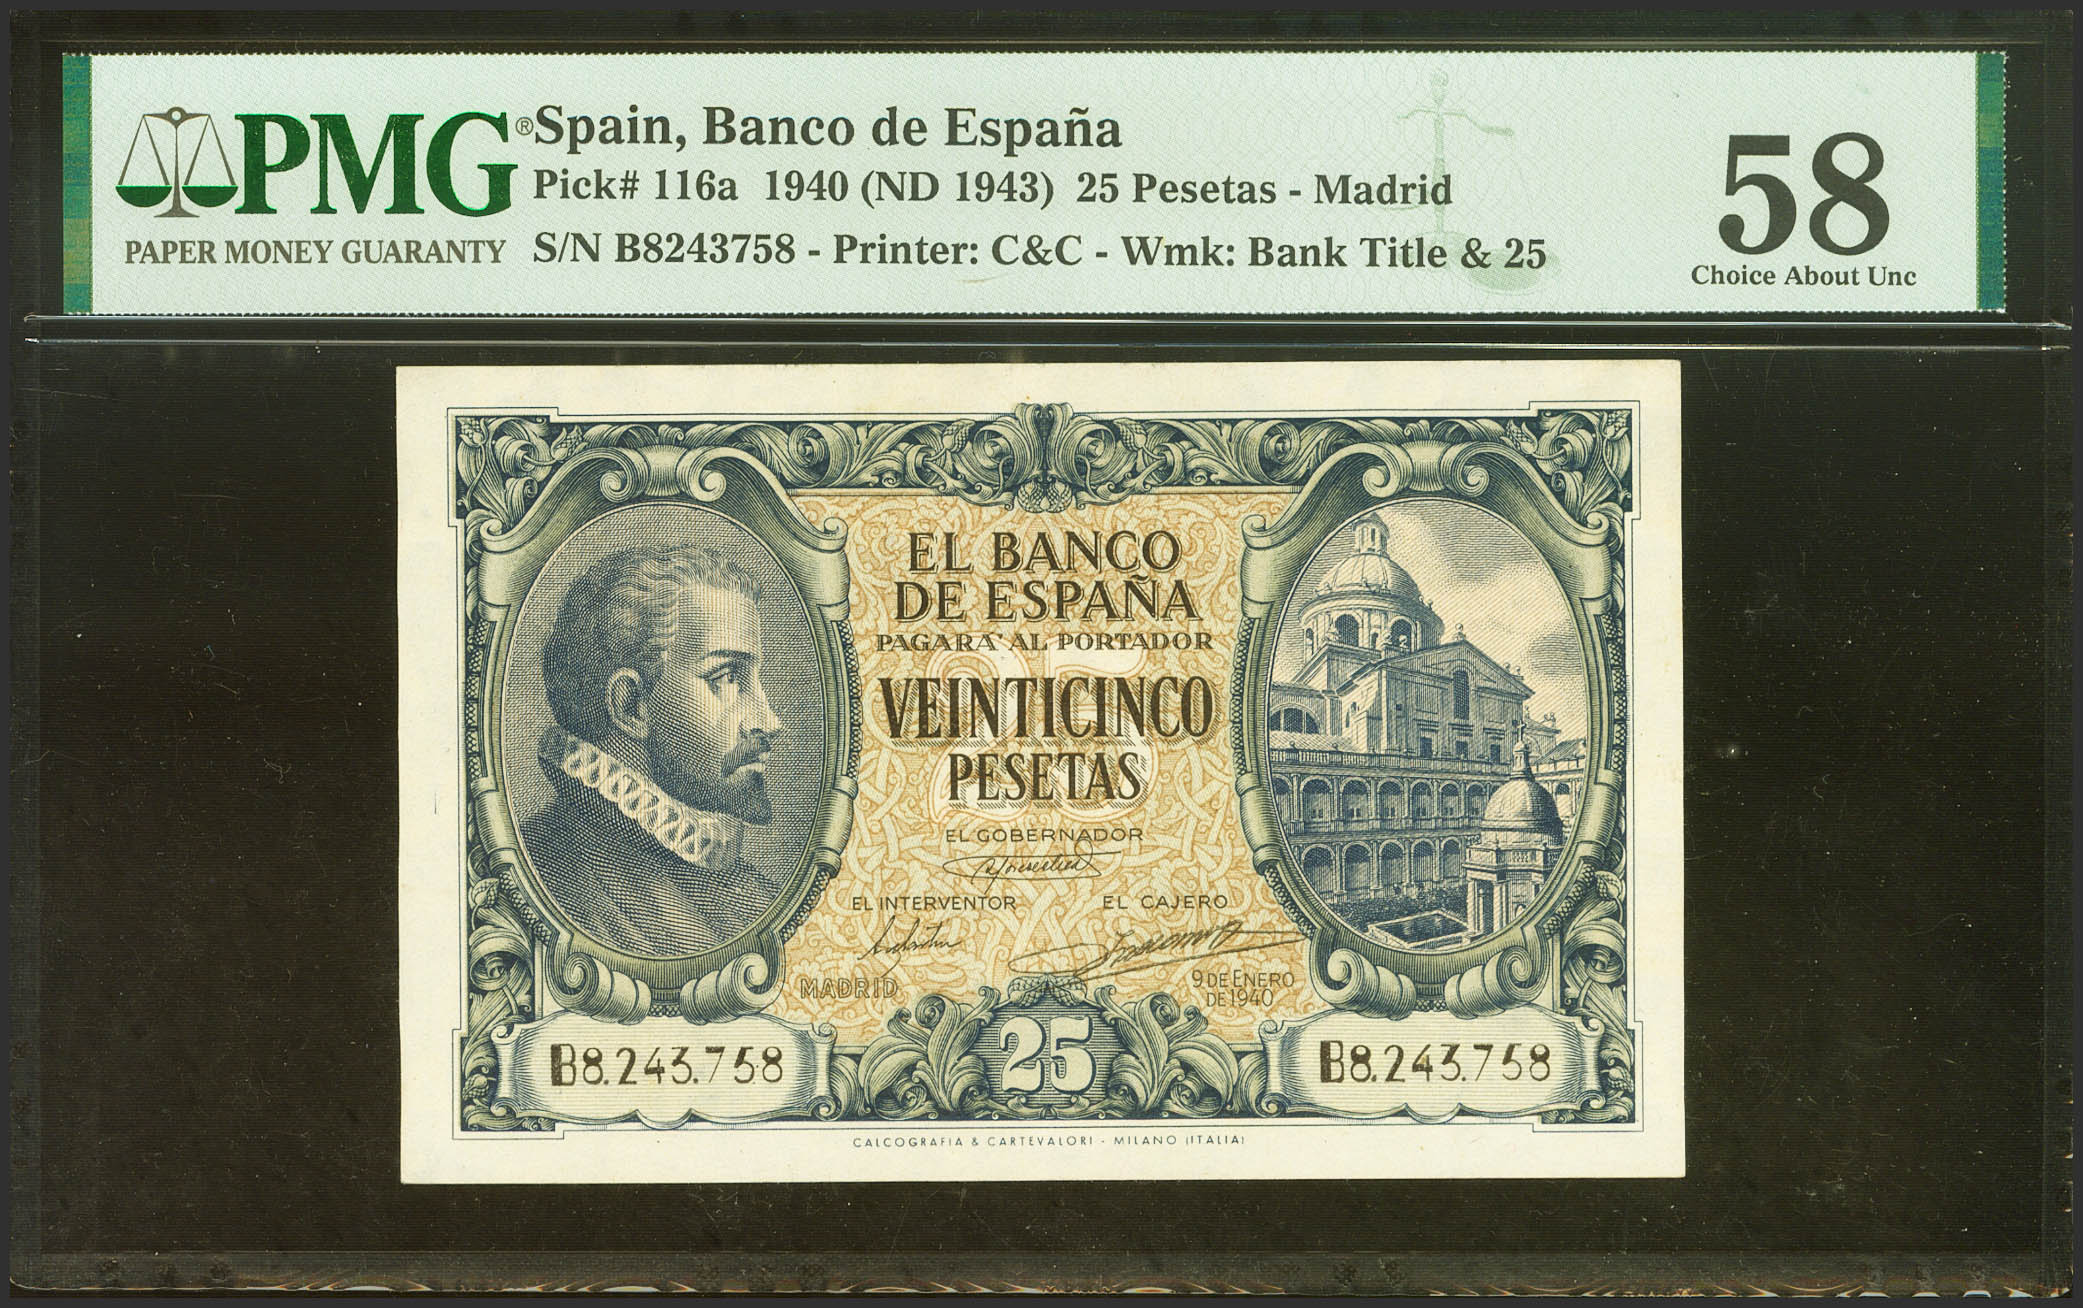 PMG®
PAPER MONEY GUARANTY
Spain, Banco de España
Pick# 116a 1940 (ND 1943) 25 Pesetas - Madrid
S/N B8243758 - Printer: C&C - Wmk: Bank Title & 25
58
Choice About Unc
EL BANCO
DE ESPAÑA
PAGARA' AL PORTADOR
25
VEINTICINCO
PESETAS
EL GOBERNADOR
EL INTERVENTOR
EL CAJERO
MADRID
9 DE ENERO
DE 1940
B8.243.758
25
B8.243.758
CALCOGRAFIA & CARTEVALORI - MILANO (ITALIA)